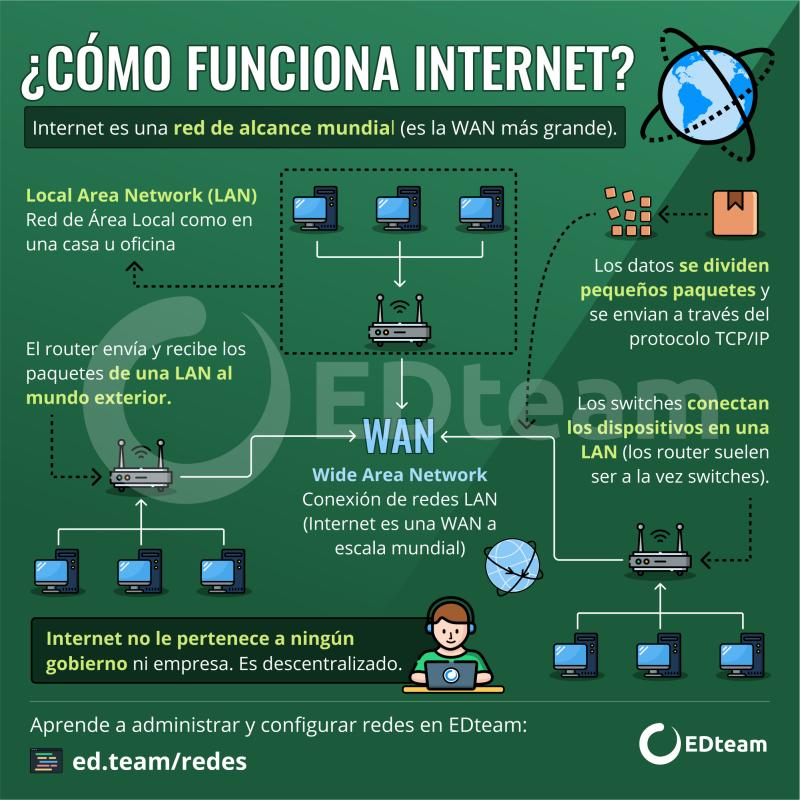 ¿CÓMO FUNCIONA INTERNET?
Internet es una red de alcance mundial (es la WAN más grande).
Local Area Network (LAN)
Red de Área Local como en
una casa u oficina
Los datos se dividen
pequeños paquetes y
se envian a través del
protocolo TCP/IP
El router envía y recibe los
paquetes de una LAN al
mundo exterior.
EDteam
Los switches conectan
los dispositivos en una
LAN (los router suelen
ser a la vez switches).
WAN
Wide Area Network
Conexión de redes LAN
(Internet es una WAN a
escala mundial)
Internet no le pertenece a ningún
gobierno ni empresa. Es descentralizado.
Aprende a administrar y configurar redes en EDteam:
ed.team/redes
EDteam